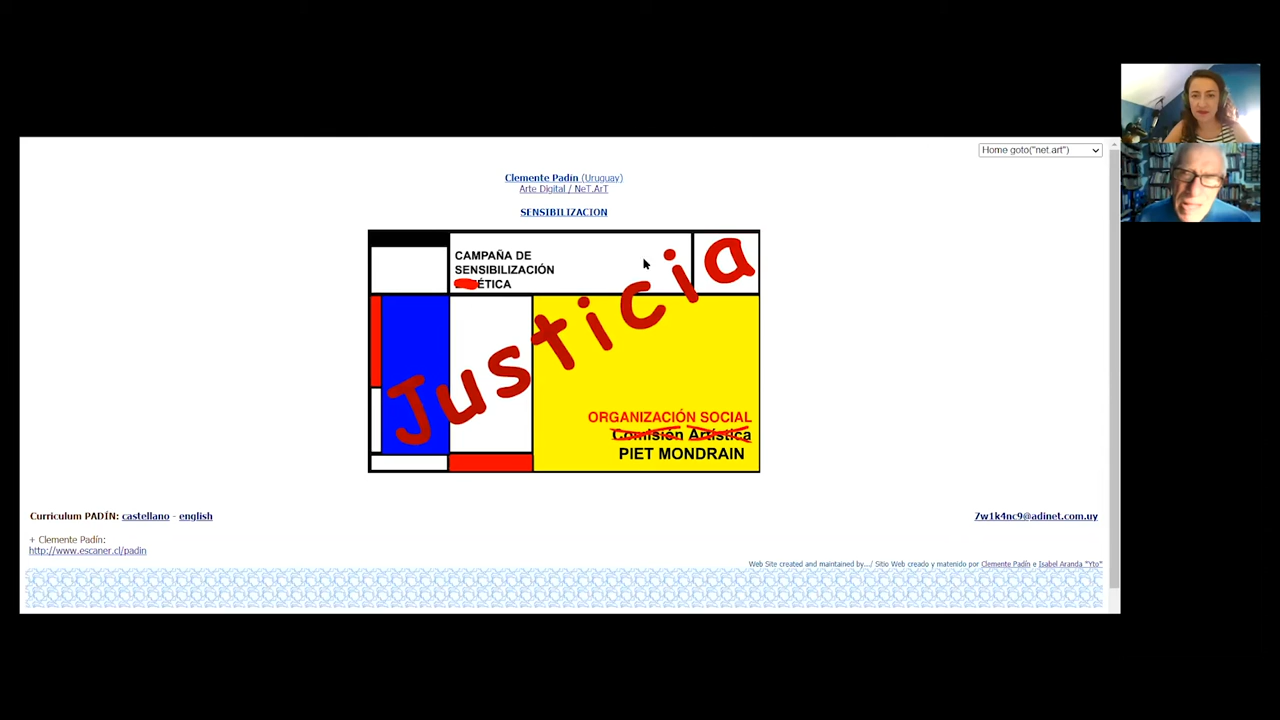 Home goto("net.art")
Clemente Padín (Uruguay)
Arte Digital / NeT.ArT
SENSIBILIZACION
CAMPAÑA DE
SENSIBILIZACIÓN
ÉTICA
Justicia
ORGANIZACIÓN SOCIAL
Comisión Artística
PIET MONDRAIN
Curriculum PADÍN: castellano - english
7w1k4nc9@adinet.com.uy
+ Clemente Padín:
http://www.escaner.cl/padin
Web Site created and maintained by.../ Sitio Web creado y matenido por Clemente Padín e Isabel Aranda "Yto"